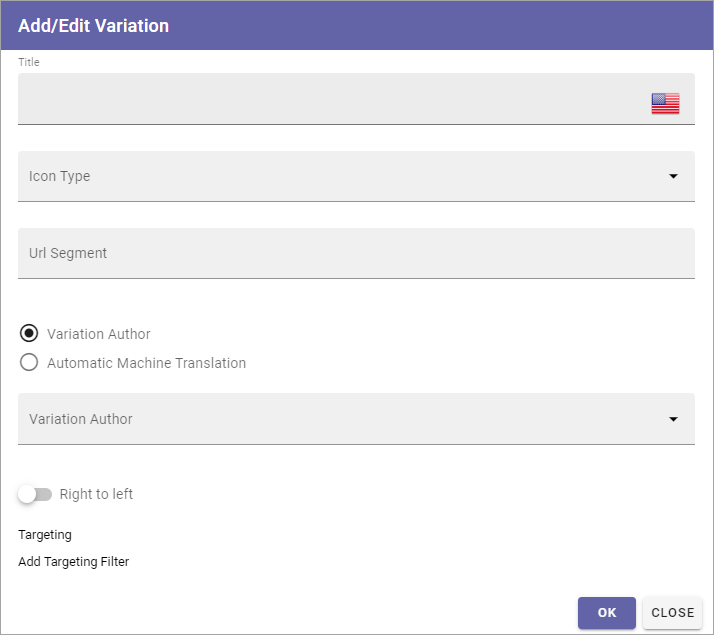 Add/Edit Variation
Title
Icon Type
Url Segment
Variation Author
Automatic Machine Translation
Variation Author
Right to left
Targeting
Add Targeting Filter
OK CLOSE